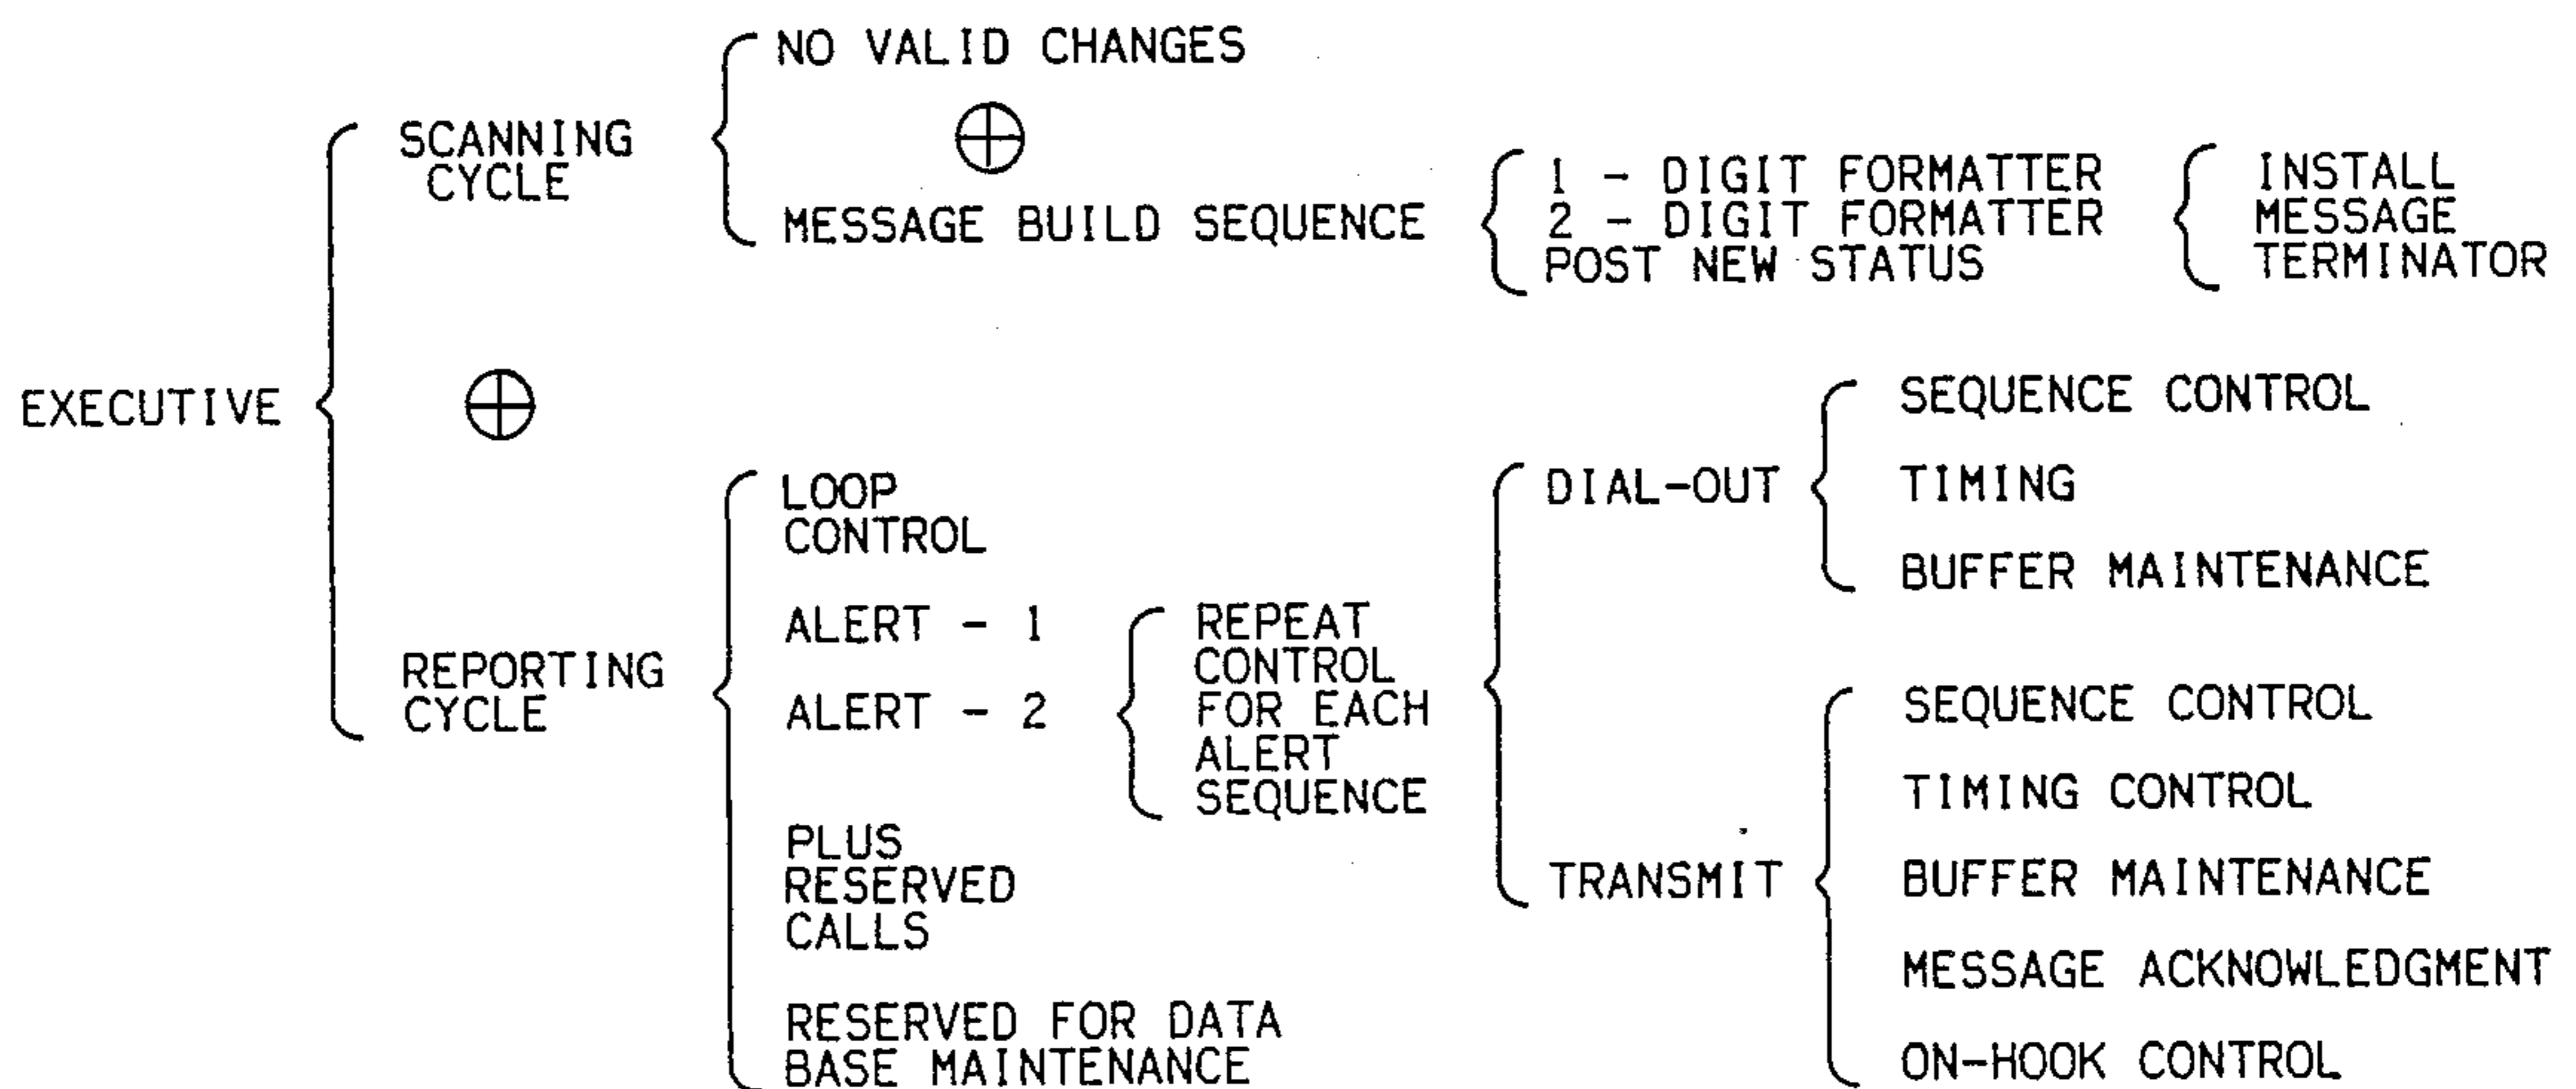 NO VALID CHANGES
SCANNING
CYCLE
MESSAGE BUILD SEQUENCE
1 - DIGIT FORMATTER
2 - DIGIT FORMATTER
POST NEW STATUS
INSTALL
MESSAGE
TERMINATOR
EXECUTIVE
REPORTING
CYCLE
LOOP
CONTROL
ALERT - 1
ALERT - 2
PLUS
RESERVED
CALLS
RESERVED FOR DATA
BASE MAINTENANCE
REPEAT
CONTROL
FOR EACH
ALERT
SEQUENCE
DIAL-OUT
SEQUENCE CONTROL
TIMING
BUFFER MAINTENANCE
TRANSMIT
SEQUENCE CONTROL
TIMING CONTROL
BUFFER MAINTENANCE
MESSAGE ACKNOWLEDGMENT
ON-HOOK CONTROL